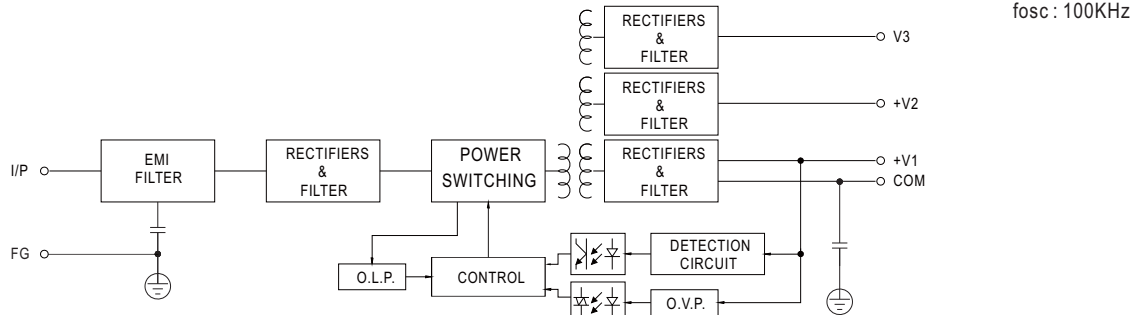 fosc : 100KHz
RECTIFIERS
&
FILTER
V3
RECTIFIERS
&
FILTER
+V2
I/P
EMI
FILTER
RECTIFIERS
&
FILTER
POWER
SWITCHING
RECTIFIERS
&
FILTER
+V1
COM
FG
O.L.P.
CONTROL
DETECTION
CIRCUIT
O.V.P.